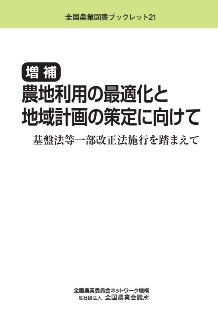 全国農業図書ブックレット21
増補
農地利用の最適化と
地域計画の策定に向けて
基盤法等一部改正法施行を踏まえて
全国農業委員会ネットワーク機構
一般社団法人 全国農業会議所